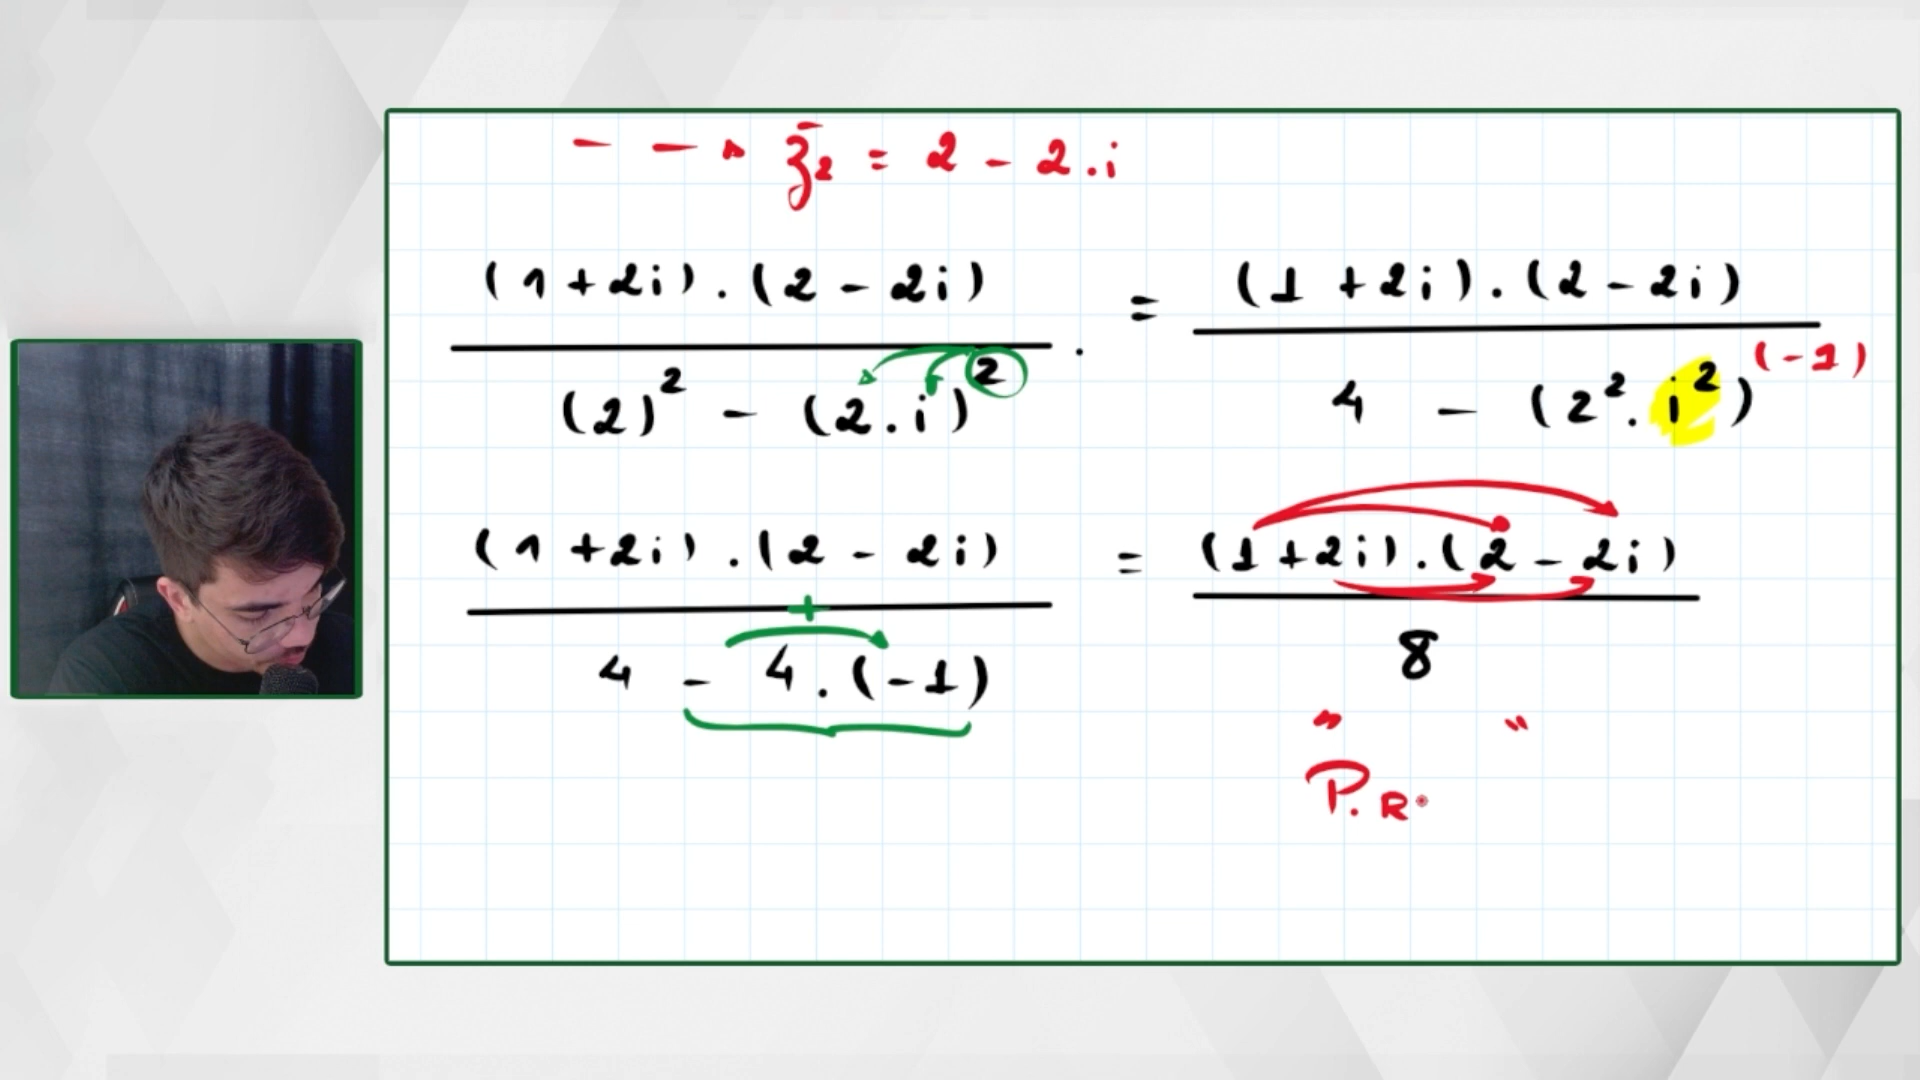 z̄₂ = 2 - 2.i
(1+2i).(2-2i) = (1+2i).(2-2i)
(2)² - (2.i)² . 4 - (2².i²) (-1)
(1+2i).(2-2i) = (1+2i).(2-2i)
+
4 - 4.(-1) 8
" "
P.R